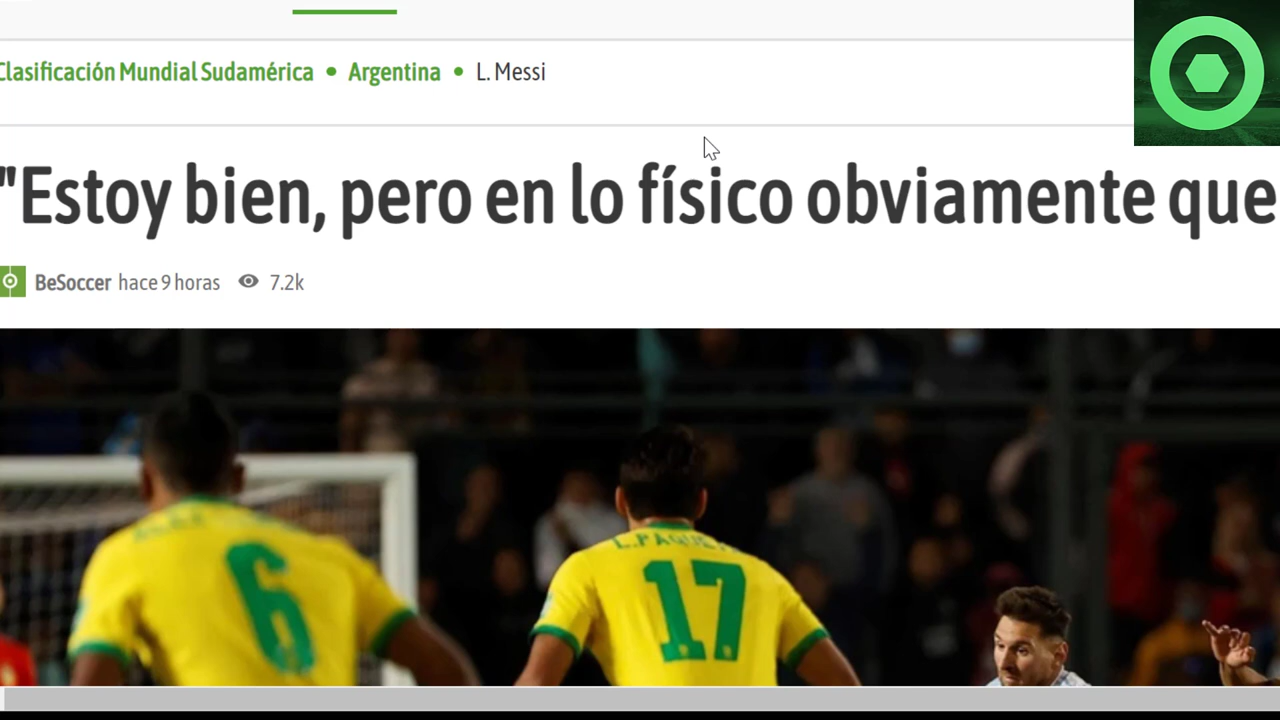 Clasificación Mundial Sudamérica • Argentina • L. Messi
"Estoy bien, pero en lo físico obviamente que
BeSoccer hace 9 horas 7.2k
6
17